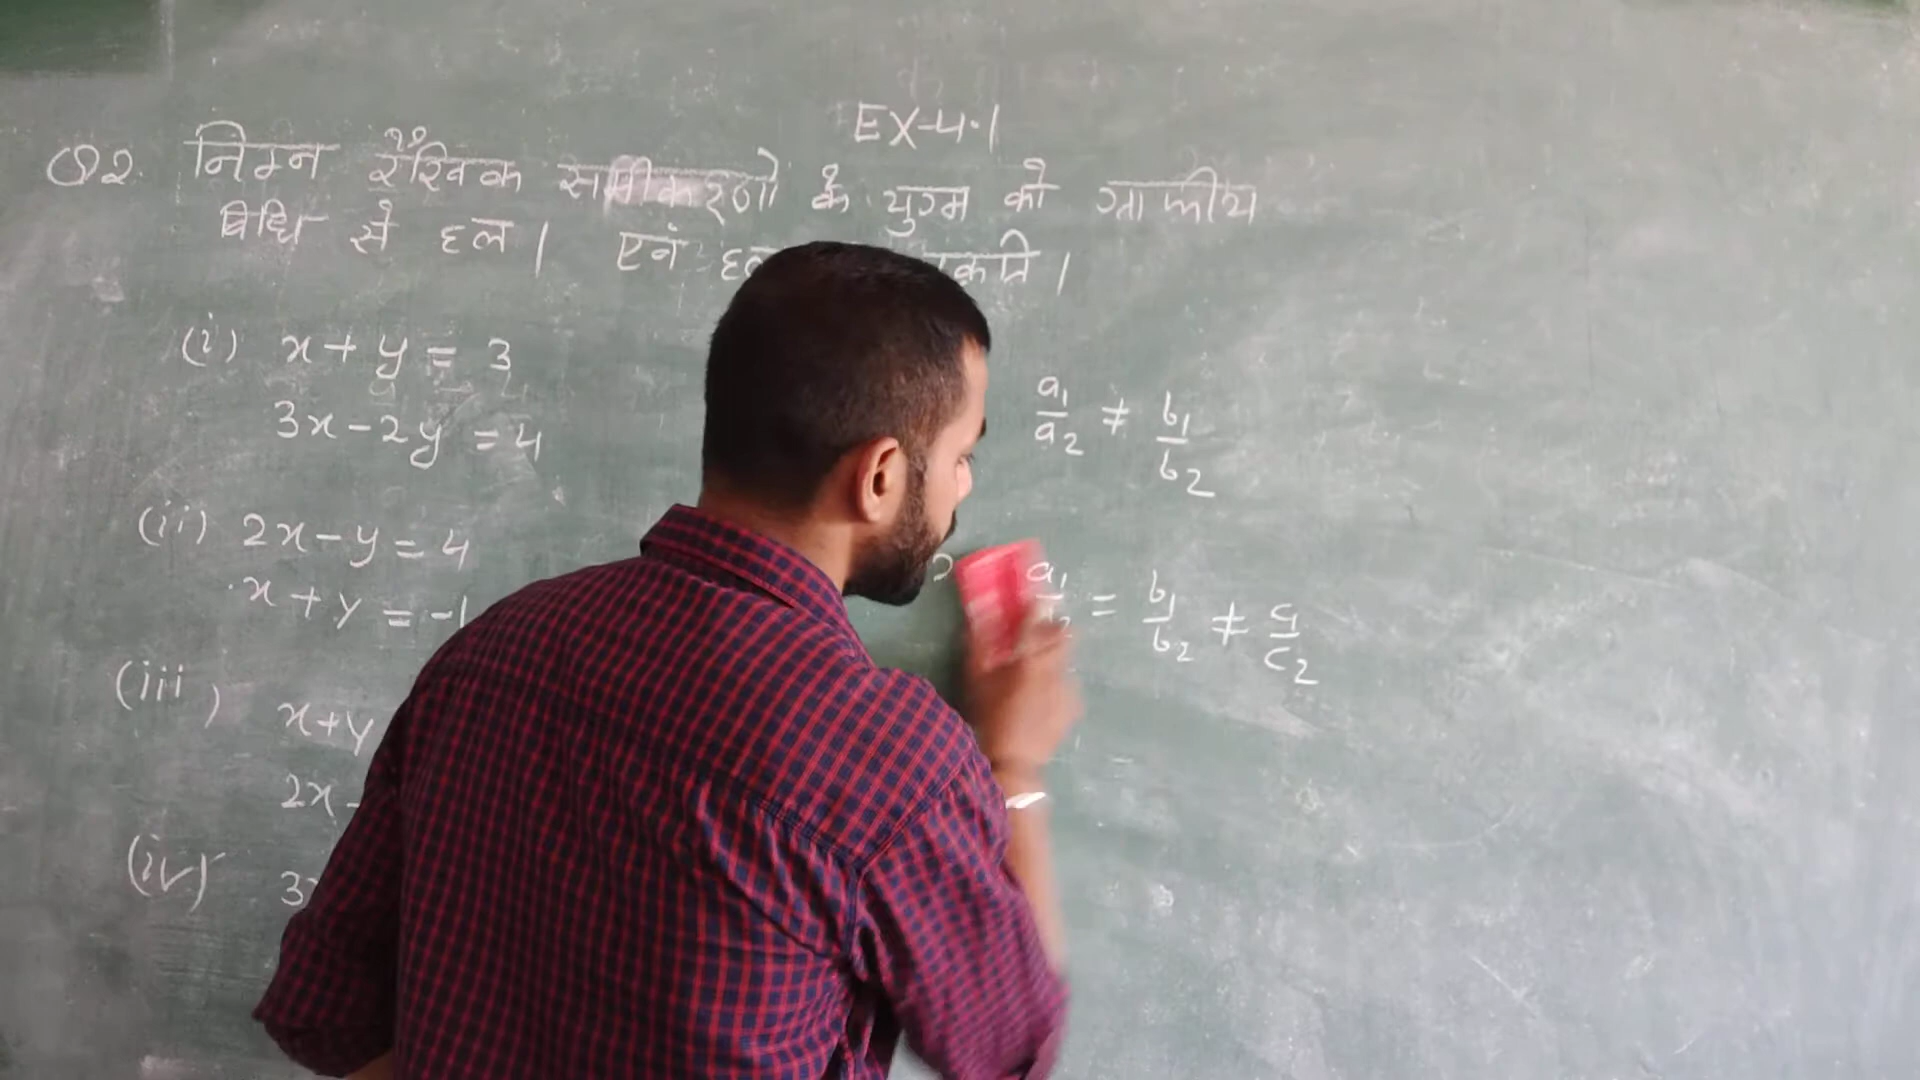 EX-4.1
Q2. निम्न रैखिक समीकरणो के युग्म को ग्राफीय
विधि से हल। एवं हल
(i) x + y = 3
3x - 2y = 4
a₁/a₂ ≠ b₁/b₂
(ii) 2x - y = 4
x + y = -1
a₁/a₂ = b₁/b₂ ≠ c₁/c₂
(iii) x+y
2x -
(iv) 3x